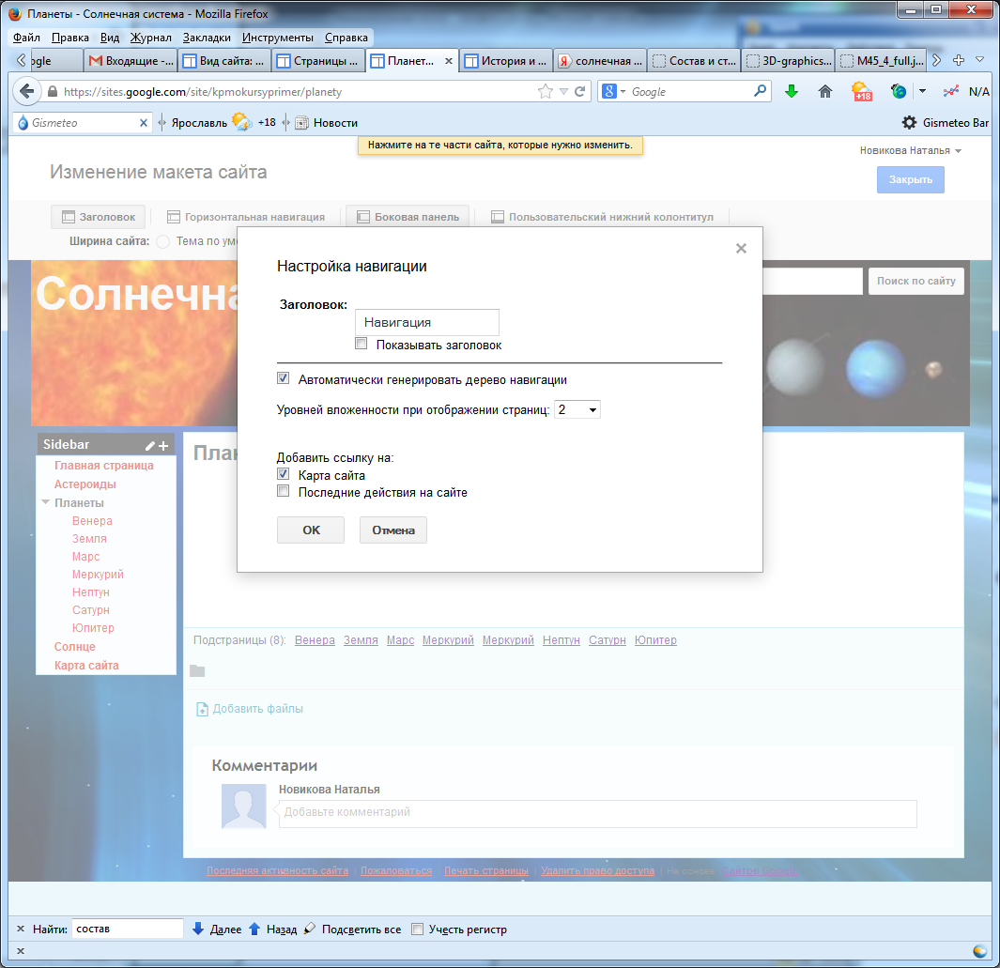 Планеты - Солнечная система - Mozilla Firefox
Файл Правка Вид Журнал Закладки Инструменты Справка
ogle Входящие -... Вид сайта: ... Страницы ... Планет... История и ... солнечная ... Состав и ст... 3D-graphics... M45_4_full.j...
https://sites.google.com/site/kpmokursyprimer/planety Google +18 N/A
Gismeteo Ярославль +18 Новости Gismeteo Bar
Нажмите на те части сайта, которые нужно изменить.
Новикова Наталья
Изменение макета сайта
Закрыть
Заголовок Горизонтальная навигация Боковая панель Пользовательский нижний колонтитул
Ширина сайта: Тема по ум
Солнечна
Поиск по сайту
Настройка навигации
Заголовок:
Навигация
Показывать заголовок
Автоматически генерировать дерево навигации
Уровней вложенности при отображении страниц: 2
Добавить ссылку на:
Карта сайта
Последние действия на сайте
ОК Отмена
Sidebar
Главная страница
Астероиды
Планеты
Венера
Земля
Марс
Меркурий
Нептун
Сатурн
Юпитер
Солнце
Карта сайта
План
Подстраницы (8): Венера Земля Марс Меркурий Меркурий Нептун Сатурн Юпитер
Добавить файлы
Комментарии
Новикова Наталья
Добавьте комментарий
Последняя активность сайта | Пожаловаться | Печать страницы | Удалить право доступа | На основе Сайтов Google
Найти: состав Далее Назад Подсветить все Учесть регистр